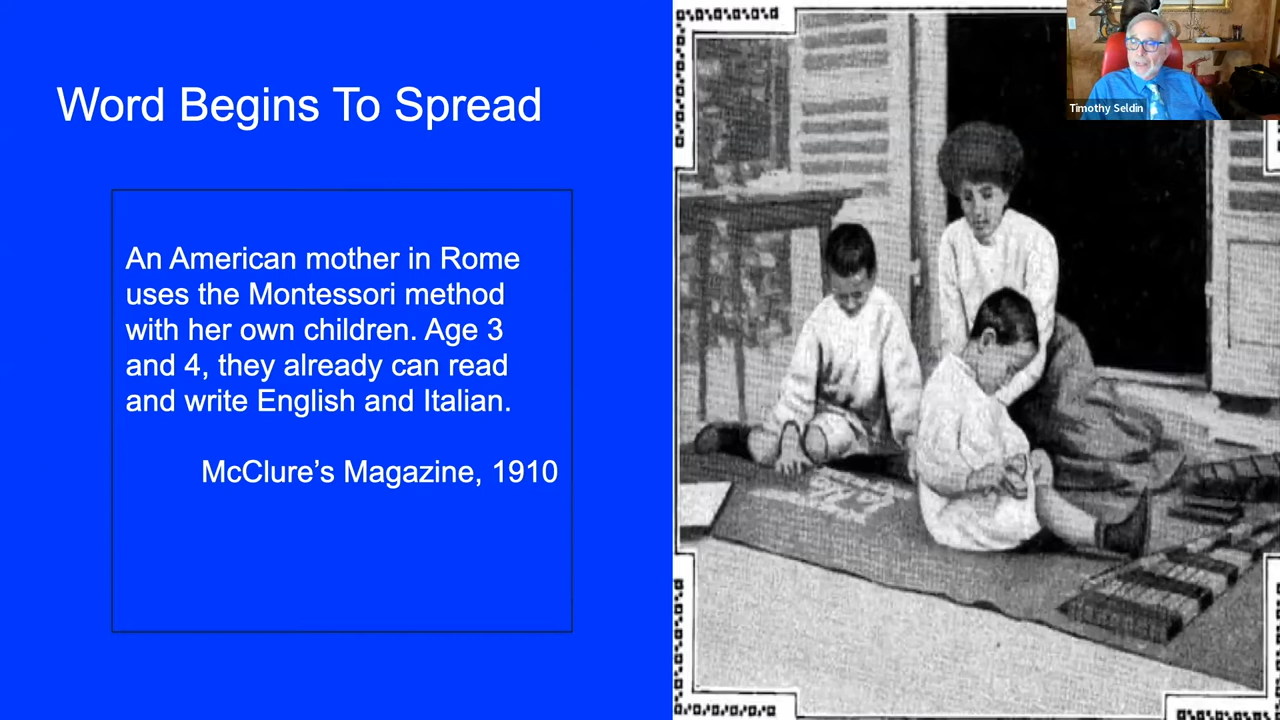 Word Begins To Spread
An American mother in Rome
uses the Montessori method
with her own children. Age 3
and 4, they already can read
and write English and Italian.
McClure’s Magazine, 1910
Timothy Seldin